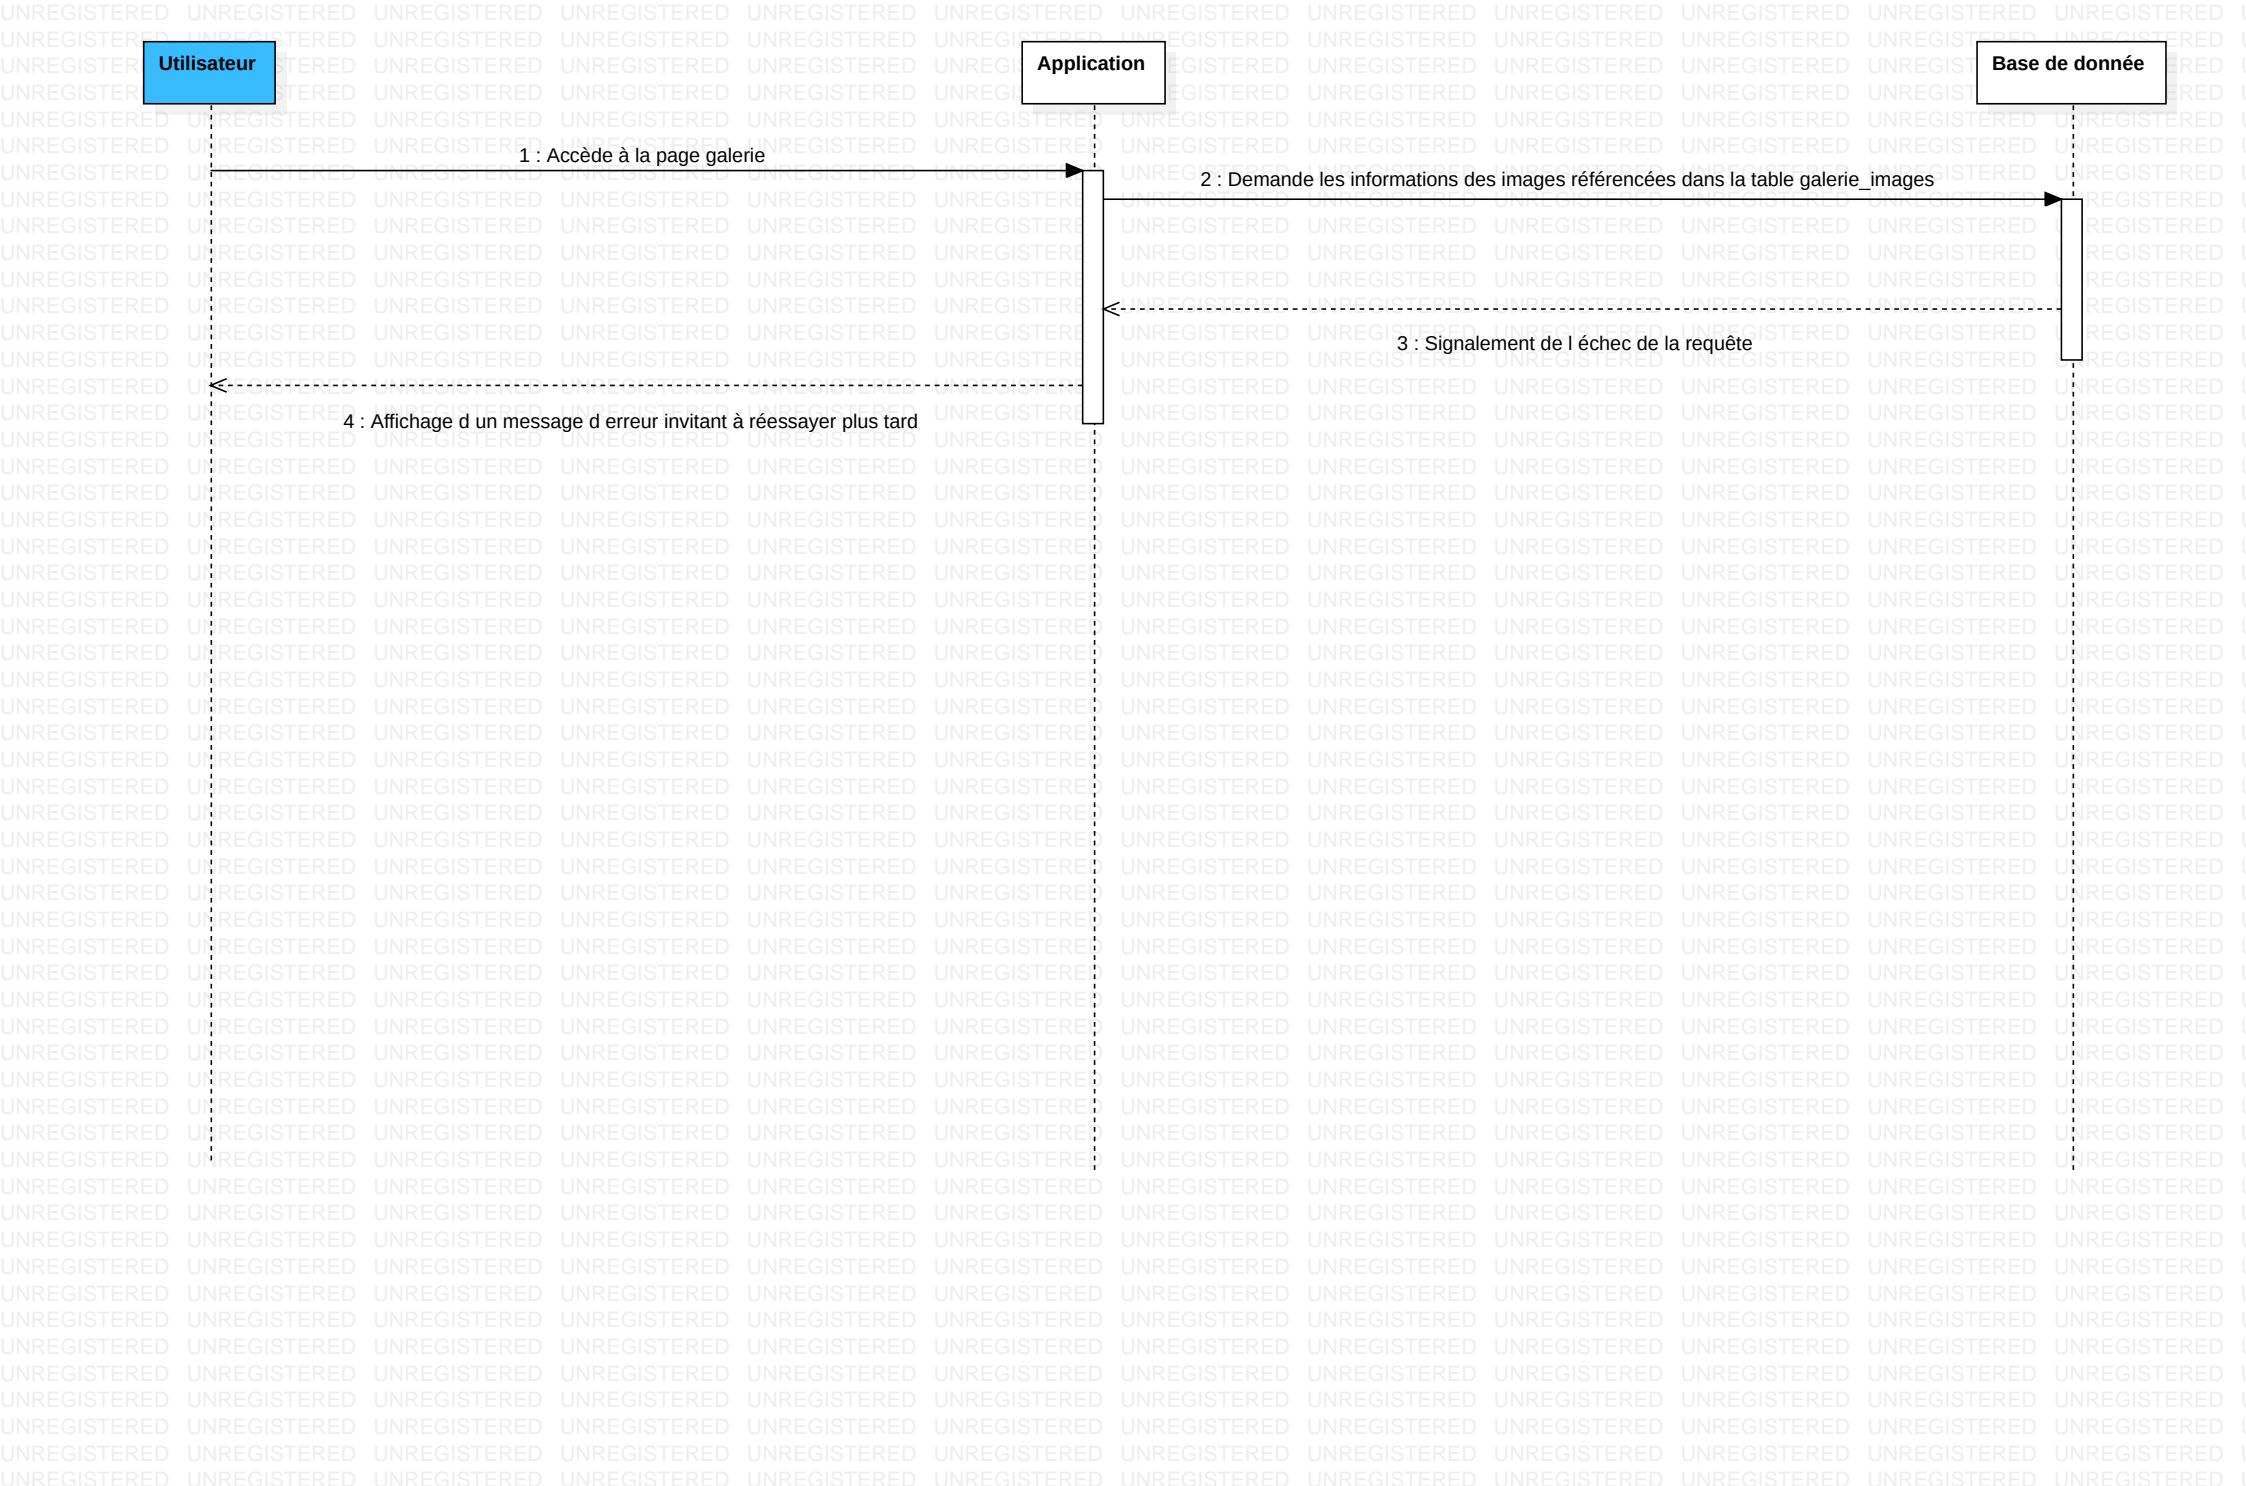 Utilisateur
Application
Base de donnée
1 : Accède à la page galerie
2 : Demande les informations des images référencées dans la table galerie_images
3 : Signalement de l échec de la requête
4 : Affichage d un message d erreur invitant à réessayer plus tard
UNREGISTERED